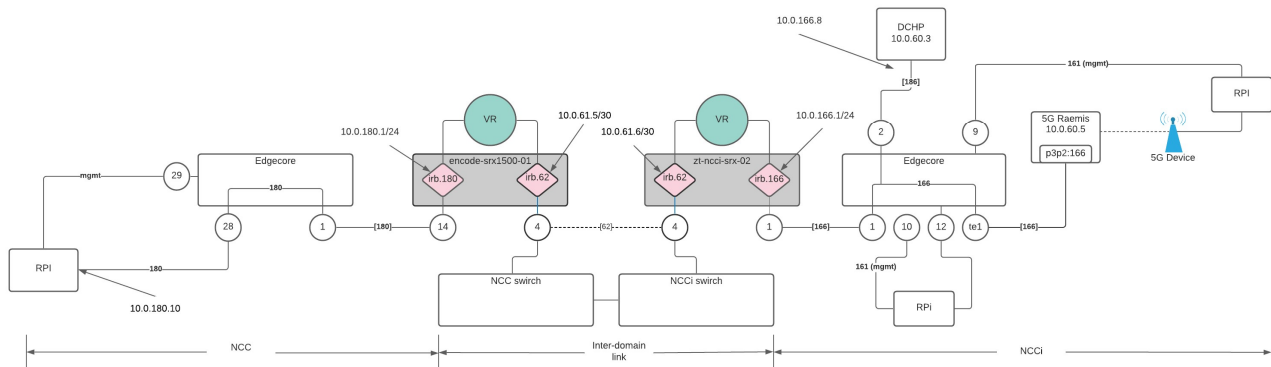 10.0.166.8
DCHP
10.0.60.3
161 (mgmt)
[186]
RPI
VR
10.0.61.5/30
VR
10.0.180.1/24
10.0.61.6/30
10.0.166.1/24
2
9
5G Raemis
10.0.60.5
p3p2:166
5G Device
encode-srx1500-01
zt-ncci-srx-02
Edgecore
Edgecore
mgmt
29
180
irb.180
irb.62
irb.62
irb.166
166
28
1
[180]
14
4
[62]
4
1
[166]
1
10
12
te1
[166]
RPI
180
10.0.180.10
NCC swirch
NCCi swirch
161 (mgmt)
RPi
NCC
Inter-domain
link
NCCi